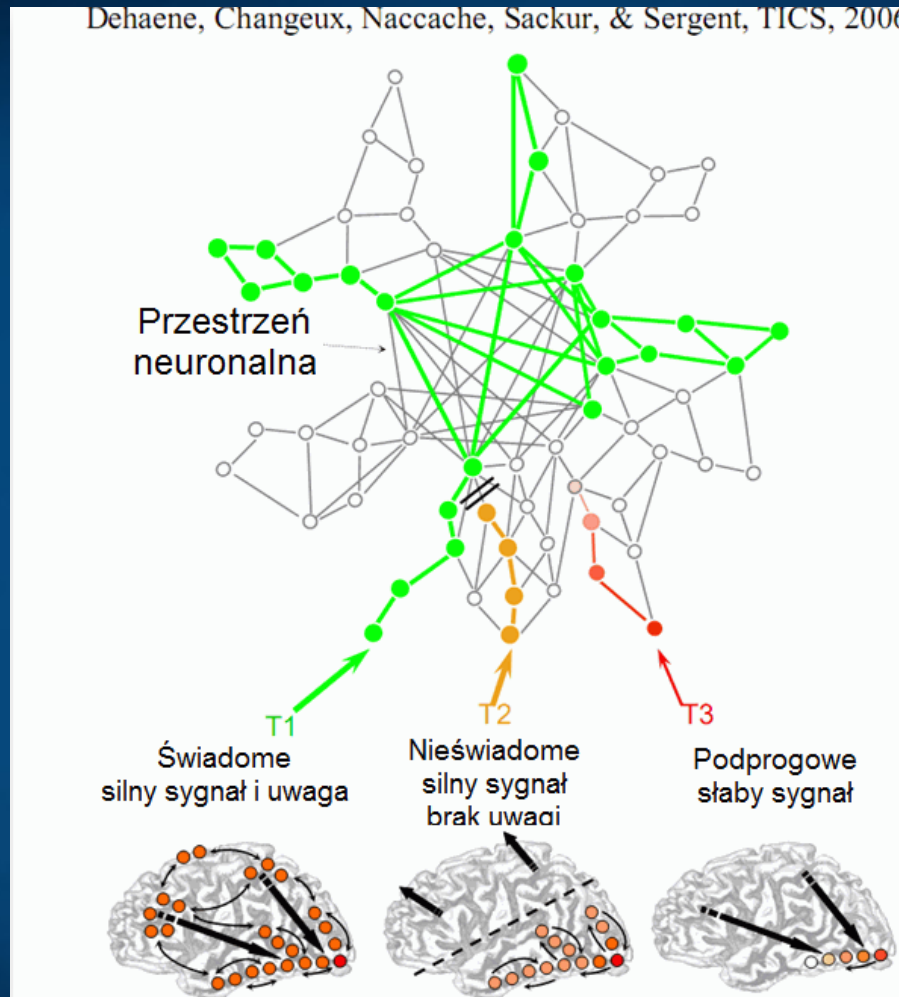 Dehaene, Changeux, Naccache, Sackur, & Sergent, TICS, 2006
Przestrzeń
neuronalna
T1
T2
T3
Świadome
silny sygnał i uwaga
Nieświadome
silny sygnał
brak uwagi
Podprogowe
słaby sygnał